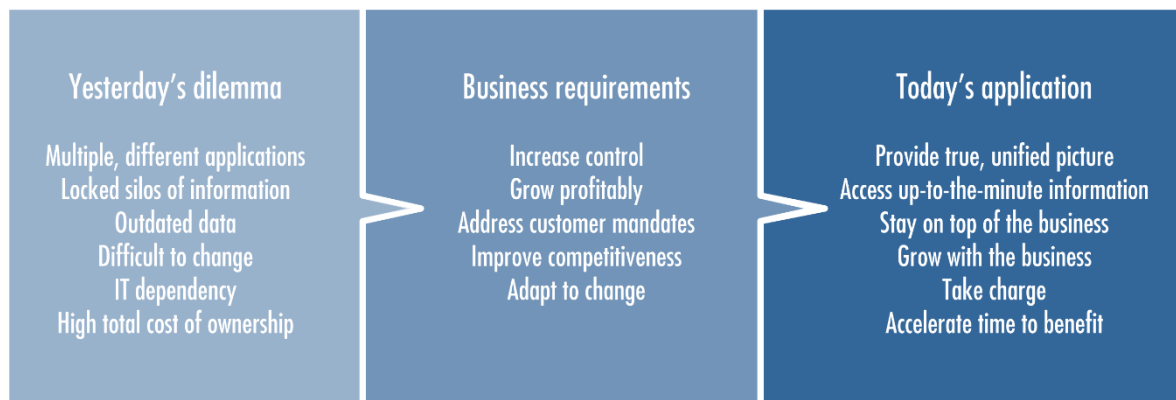 Yesterday's dilemma
Multiple, different applications
Locked silos of information
Outdated data
Difficult to change
IT dependency
High total cost of ownership
Business requirements
Increase control
Grow profitably
Address customer mandates
Improve competitiveness
Adapt to change
Today's application
Provide true, unified picture
Access up-to-the-minute information
Stay on top of the business
Grow with the business
Take charge
Accelerate time to benefit